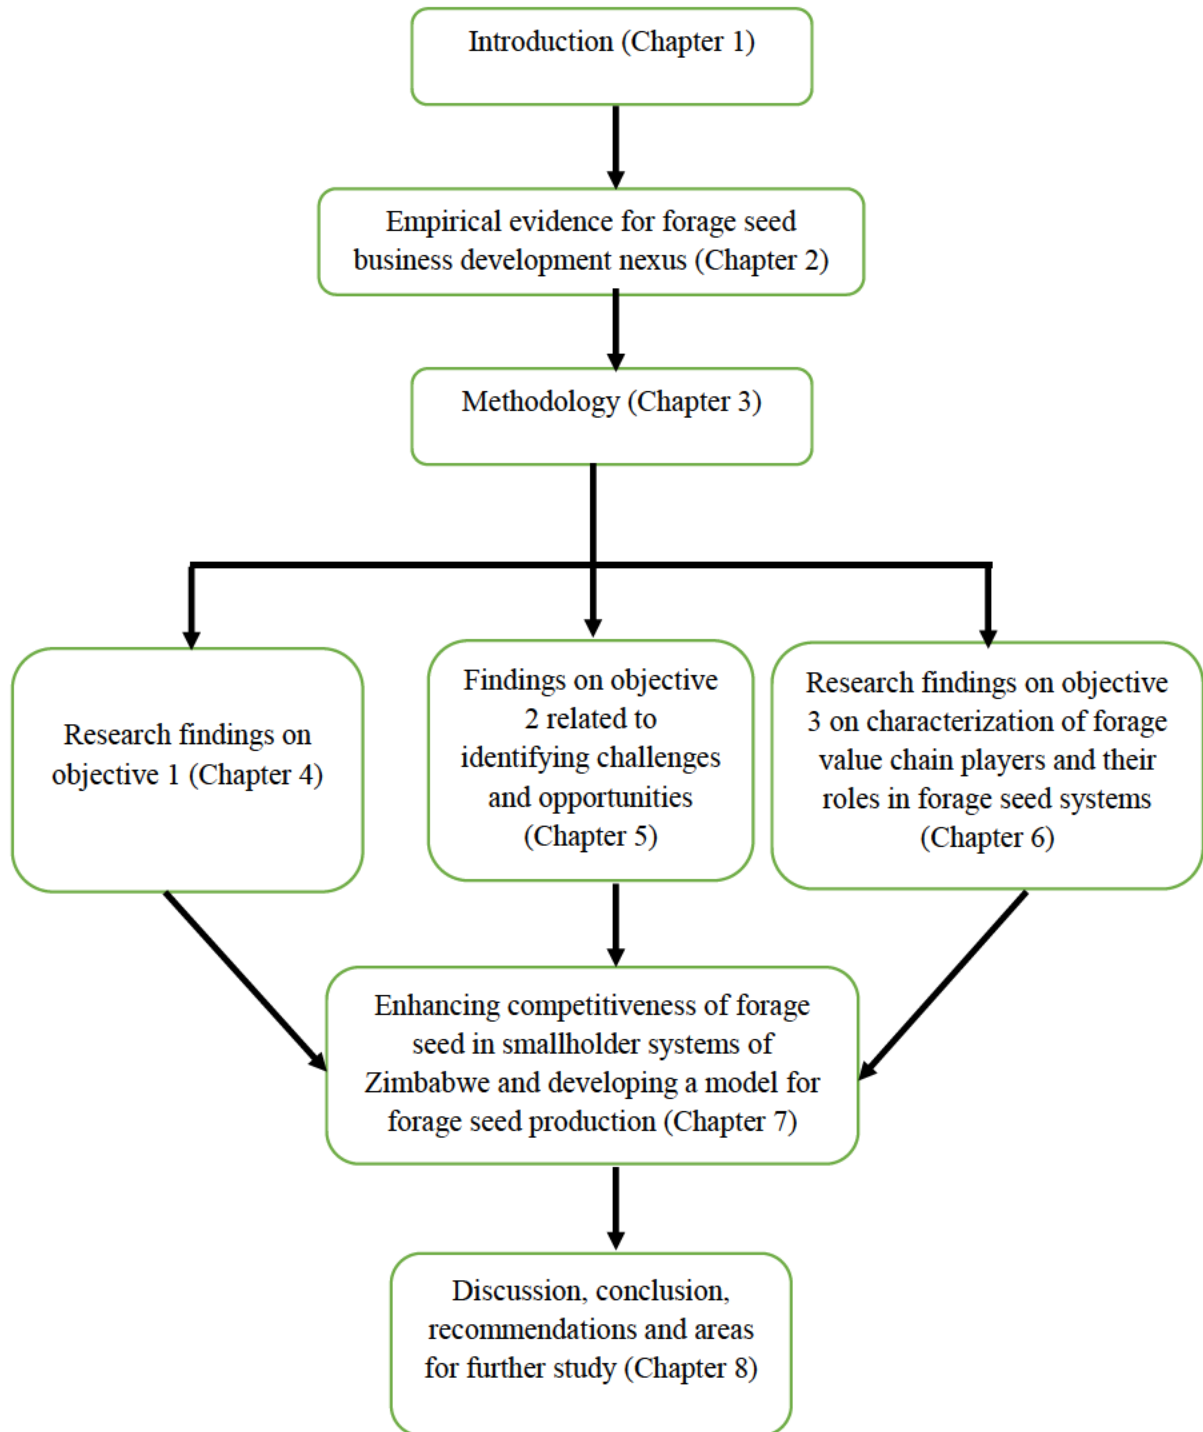 Introduction (Chapter 1)
Empirical evidence for forage seed
business development nexus (Chapter 2)
Methodology (Chapter 3)
Research findings on
objective 1 (Chapter 4)
Findings on objective
2 related to
identifying challenges
and opportunities
(Chapter 5)
Research findings on objective
3 on characterization of forage
value chain players and their
roles in forage seed systems
(Chapter 6)
Enhancing competitiveness of forage
seed in smallholder systems of
Zimbabwe and developing a model for
forage seed production (Chapter 7)
Discussion, conclusion,
recommendations and areas
for further study (Chapter 8)